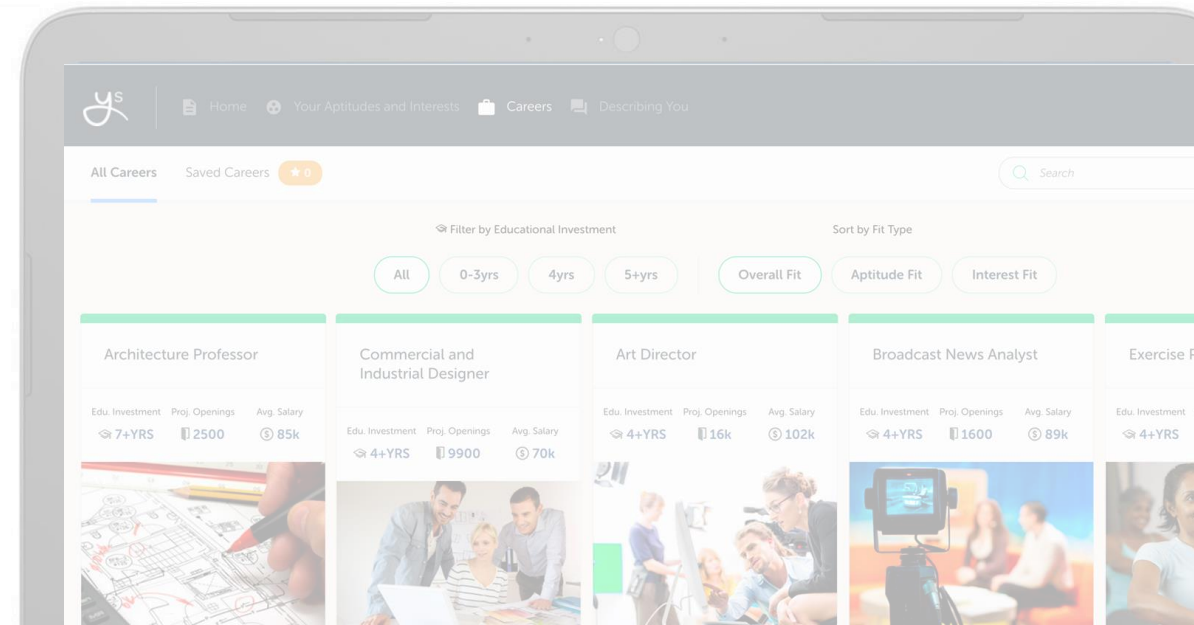 ys
Home Your Aptitudes and Interests Careers Describing You
All Careers Saved Careers 0 Search
Filter by Educational Investment Sort by Fit Type
All 0-3yrs 4yrs 5+yrs Overall Fit Aptitude Fit Interest Fit
Architecture Professor
Edu. Investment Proj. Openings Avg. Salary
7+YRS 2500 85k
Commercial and
Industrial Designer
Edu. Investment Proj. Openings Avg. Salary
4+YRS 9900 70k
Art Director
Edu. Investment Proj. Openings Avg. Salary
4+YRS 16k 102k
Broadcast News Analyst
Edu. Investment Proj. Openings Avg. Salary
4+YRS 1600 89k
Exercise
Edu. Investment
4+YRS